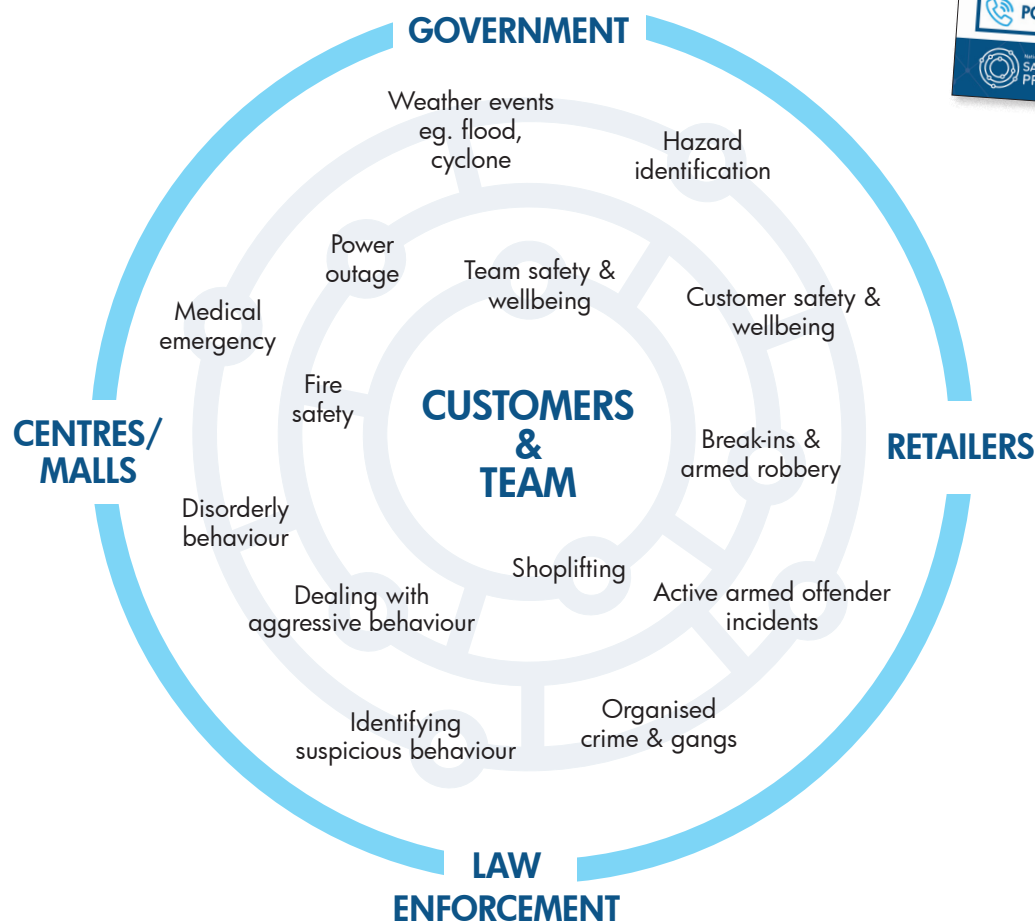 GOVERNMENT
Weather events
eg. flood,
cyclone
Hazard
identification
Power
outage
Team safety &
wellbeing
Customer safety &
wellbeing
Medical
emergency
Fire
safety
CUSTOMERS
&
TEAM
CENTRES/
MALLS
Break-ins &
armed robbery
RETAILERS
Disorderly
behaviour
Shoplifting
Dealing with
aggressive behaviour
Active armed offender
incidents
Identifying
suspicious behaviour
Organised
crime & gangs
LAW
ENFORCEMENT